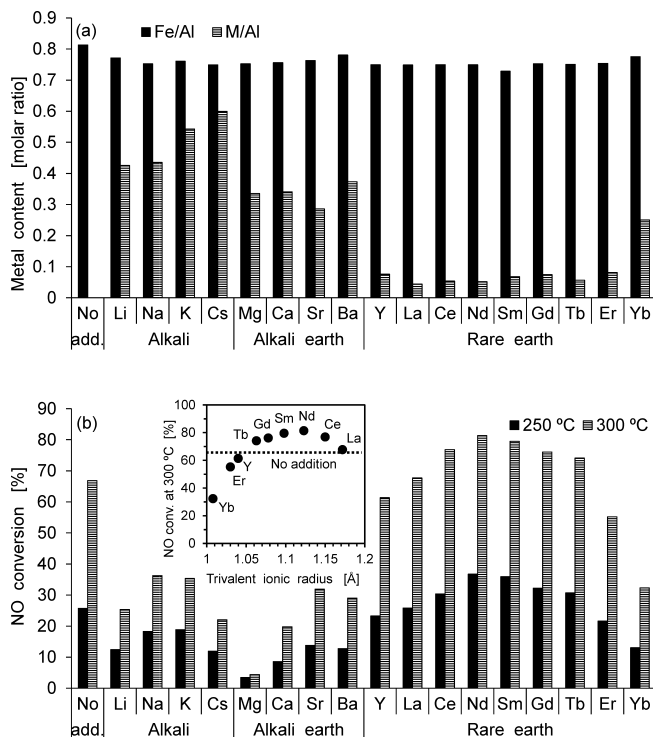 (a)
Fe/Al M/Al
Metal content [molar ratio]
0.9
0.8
0.7
0.6
0.5
0.4
0.3
0.2
0.1
0
No Li Na K Cs Mg Ca Sr Ba Y La Ce Nd Sm Gd Tb Er Yb
add. Alkali Alkali earth Rare earth
(b)
250 ºC 300 ºC
NO conversion [%]
90
80
70
60
50
40
30
20
10
0
NO conv. at 300 ºC [%]
100
80
60
40
20
0
Tb Gd Sm Nd Ce La
Y
Er
Yb
No addition
1 1.05 1.1 1.15 1.2
Trivalent ionic radius [Å]
No Li Na K Cs Mg Ca Sr Ba Y La Ce Nd Sm Gd Tb Er Yb
add. Alkali Alkali earth Rare earth